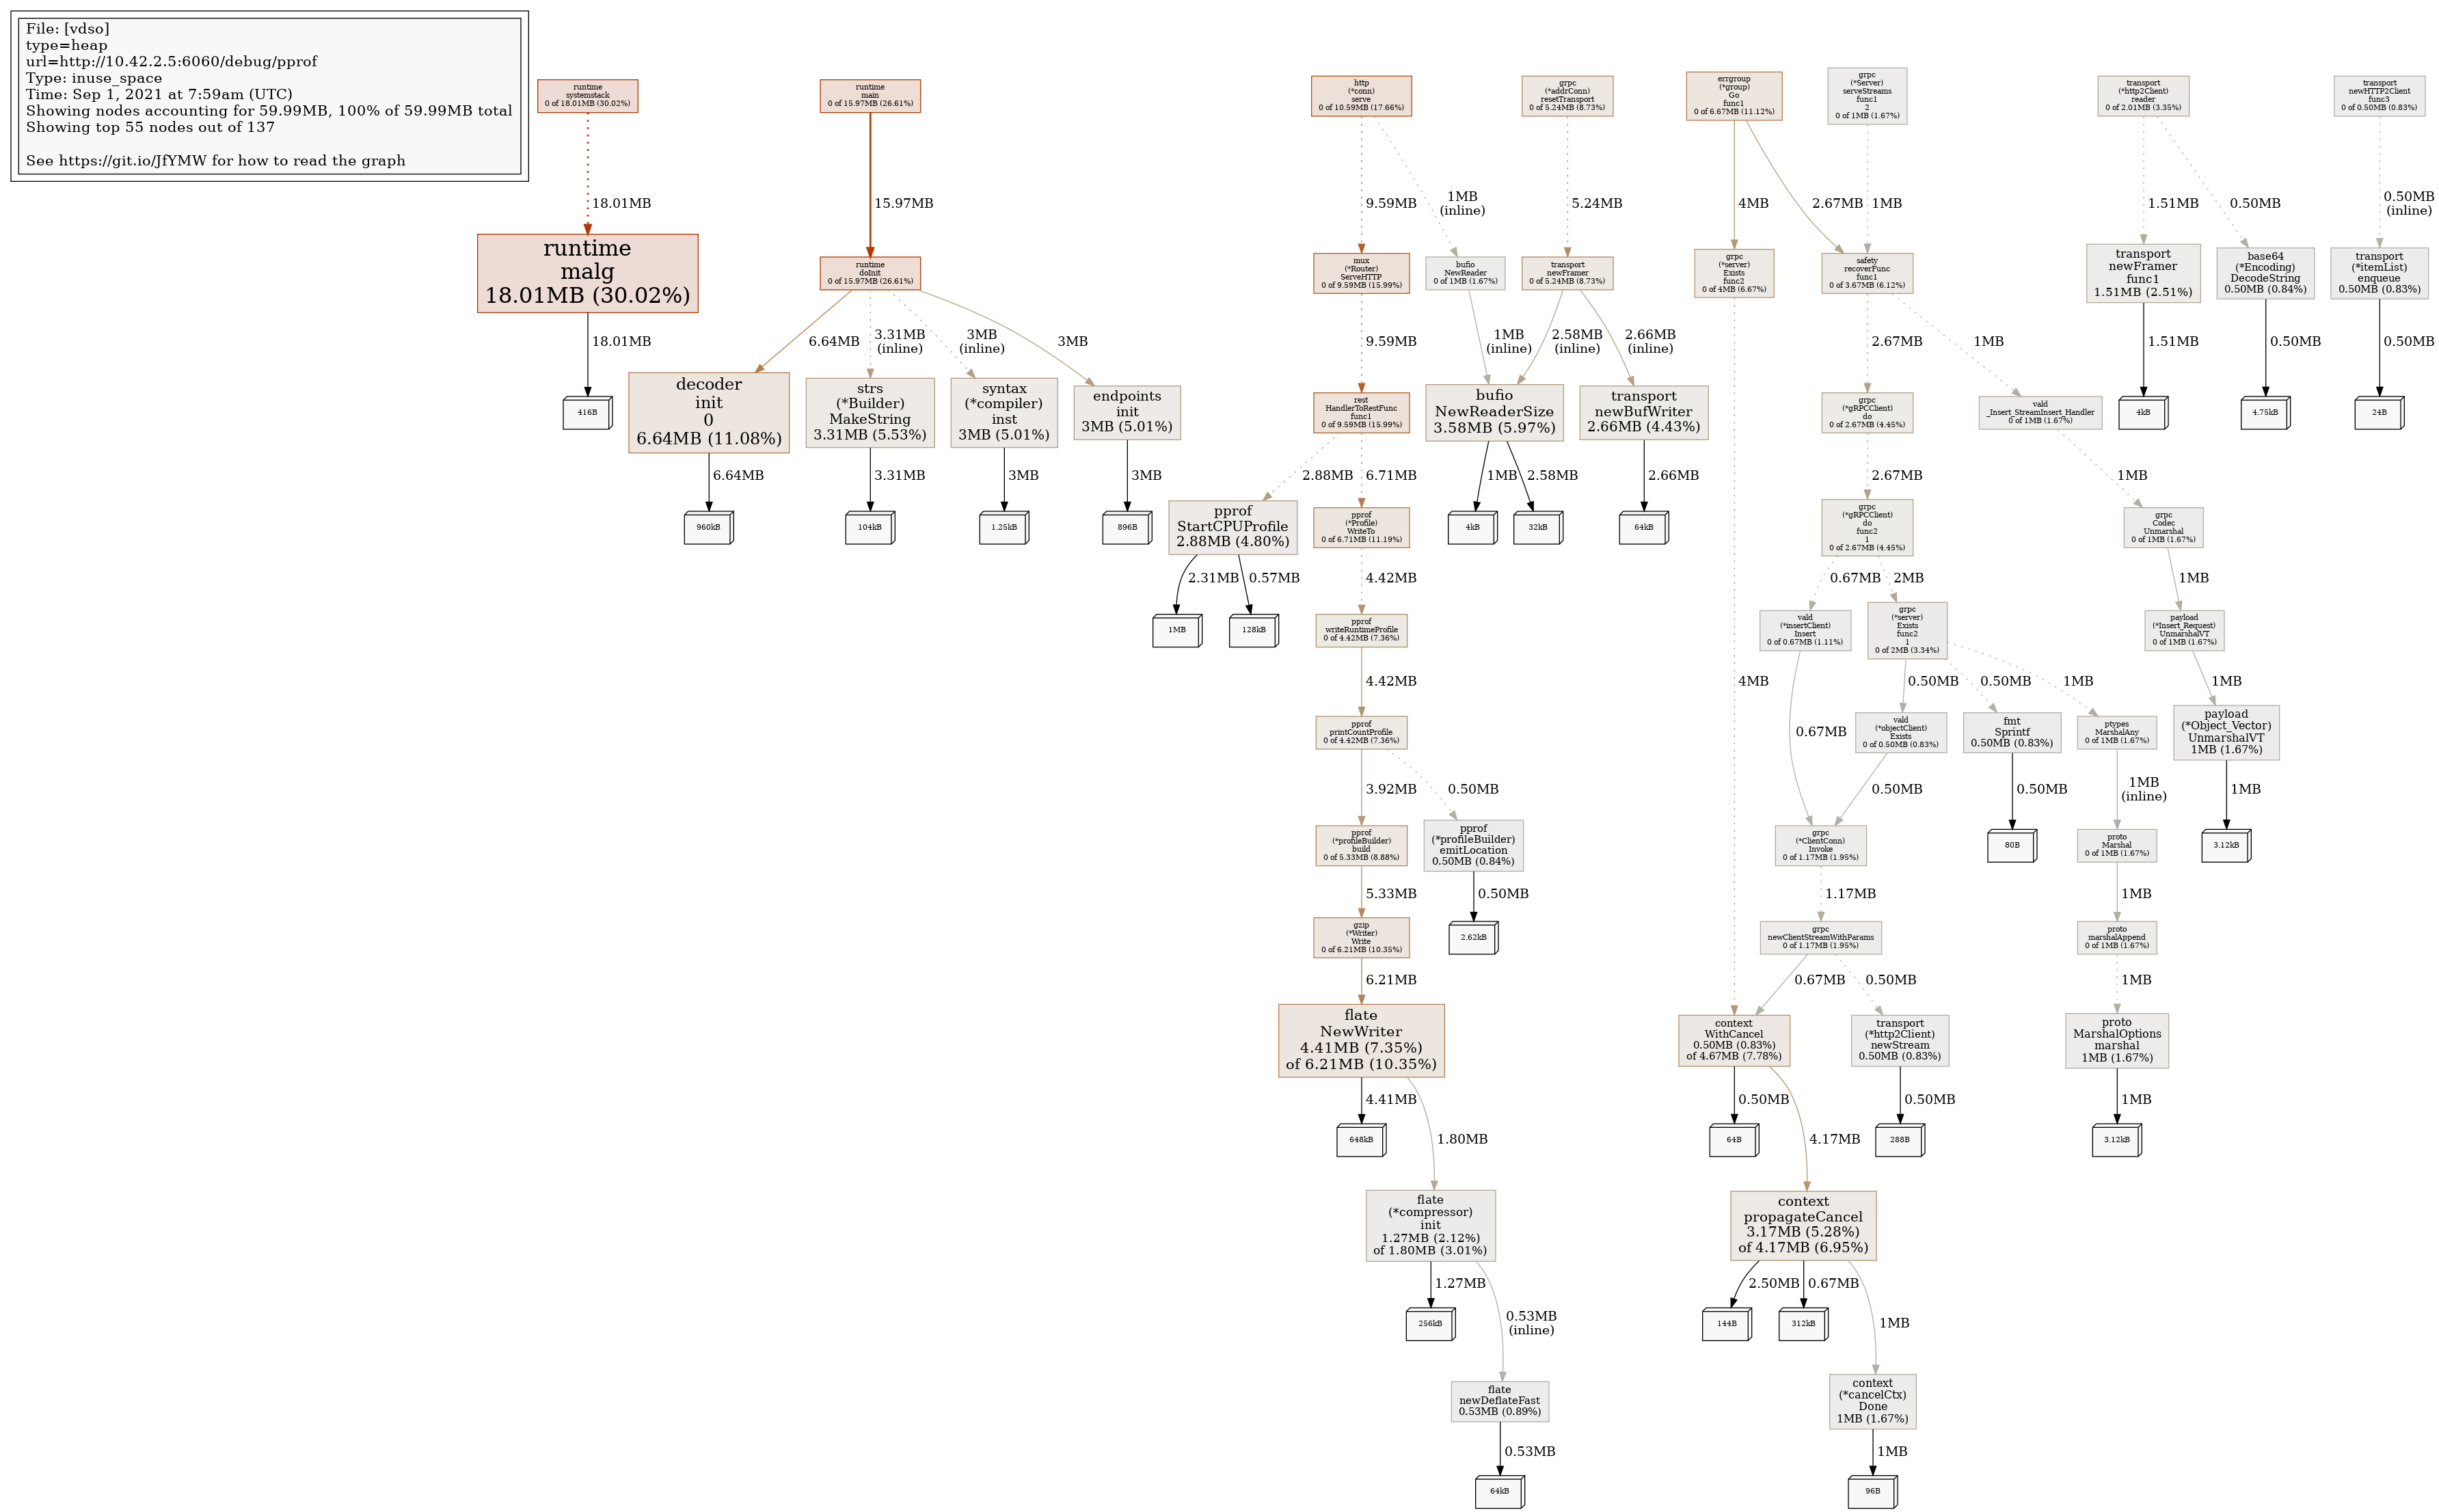 File: [vdso]
type=heap
url=http://10.42.2.5:6060/debug/pprof
Type: inuse_space
Time: Sep 1, 2021 at 7:59am (UTC)
Showing nodes accounting for 59.99MB, 100% of 59.99MB total
Showing top 55 nodes out of 137
See https://git.io/JfYMW for how to read the graph
runtime
systemstack
0 of 18.01MB (30.02%)
18.01MB
runtime
malg
18.01MB (30.02%)
18.01MB
416B
runtime
main
0 of 15.97MB (26.61%)
15.97MB
runtime
doInit
0 of 15.97MB (26.61%)
6.64MB
3.31MB
(inline)
3MB
(inline)
3MB
decoder
init
0
6.64MB (11.08%)
6.64MB
960kB
strs
(*Builder)
MakeString
3.31MB (5.53%)
3.31MB
104kB
syntax
(*compiler)
inst
3MB (5.01%)
3MB
1.25kB
endpoints
init
3MB (5.01%)
3MB
896B
http
(*conn)
serve
0 of 10.59MB (17.66%)
9.59MB
1MB
(inline)
mux
(*Router)
ServeHTTP
0 of 9.59MB (15.99%)
9.59MB
rest
HandlerToRestFunc
func1
0 of 9.59MB (15.99%)
2.88MB
6.71MB
pprof
StartCPUProfile
2.88MB (4.80%)
2.31MB
0.57MB
1MB
128kB
pprof
(*Profile)
WriteTo
0 of 6.71MB (11.19%)
4.42MB
pprof
writeRuntimeProfile
0 of 4.42MB (7.36%)
4.42MB
pprof
printCountProfile
0 of 4.42MB (7.36%)
3.92MB
0.50MB
pprof
(*profileBuilder)
build
0 of 5.33MB (8.88%)
5.33MB
pprof
(*profileBuilder)
emitLocation
0.50MB (0.84%)
0.50MB
2.62kB
gzip
(*Writer)
Write
0 of 6.21MB (10.35%)
6.21MB
flate
NewWriter
4.41MB (7.35%)
of 6.21MB (10.35%)
4.41MB
648kB
1.80MB
flate
(*compressor)
init
1.27MB (2.12%)
of 1.80MB (3.01%)
1.27MB
256kB
0.53MB
(inline)
flate
newDeflateFast
0.53MB (0.89%)
0.53MB
64kB
bufio
NewReader
0 of 1MB (1.67%)
1MB
(inline)
grpc
(*addrConn)
resetTransport
0 of 5.24MB (8.73%)
5.24MB
transport
newFramer
0 of 5.24MB (8.73%)
2.58MB
(inline)
2.66MB
(inline)
bufio
NewReaderSize
3.58MB (5.97%)
1MB
2.58MB
4kB
32kB
transport
newBufWriter
2.66MB (4.43%)
2.66MB
64kB
errgroup
(*group)
Go
func1
0 of 6.67MB (11.12%)
4MB
2.67MB
grpc
(*Server)
serveStreams
func1
2
0 of 1MB (1.67%)
1MB
grpc
(*server)
Exists
func2
0 of 4MB (6.67%)
4MB
safety
recoverFunc
func1
0 of 3.67MB (6.12%)
2.67MB
1MB
grpc
(*gRPCClient)
do
0 of 2.67MB (4.45%)
2.67MB
grpc
(*gRPCClient)
do
func2
1
0 of 2.67MB (4.45%)
0.67MB
2MB
vald
(*insertClient)
Insert
0 of 0.67MB (1.11%)
0.67MB
grpc
(*server)
Exists
func2
1
0 of 2MB (3.34%)
0.50MB
0.50MB
1MB
vald
(*objectClient)
Exists
0 of 0.50MB (0.83%)
0.50MB
fmt
Sprintf
0.50MB (0.83%)
0.50MB
80B
ptypes
MarshalAny
0 of 1MB (1.67%)
1MB
(inline)
grpc
(*ClientConn)
Invoke
0 of 1.17MB (1.95%)
1.17MB
proto
Marshal
0 of 1MB (1.67%)
1MB
grpc
newClientStreamWithParams
0 of 1.17MB (1.95%)
0.67MB
0.50MB
proto
marshalAppend
0 of 1MB (1.67%)
1MB
context
WithCancel
0.50MB (0.83%)
of 4.67MB (7.78%)
0.50MB
64B
4.17MB
transport
(*http2Client)
newStream
0.50MB (0.83%)
0.50MB
288B
proto
MarshalOptions
marshal
1MB (1.67%)
1MB
3.12kB
context
propagateCancel
3.17MB (5.28%)
of 4.17MB (6.95%)
2.50MB
0.67MB
1MB
144B
312kB
context
(*cancelCtx)
Done
1MB (1.67%)
1MB
96B
vald
_Insert_StreamInsert_Handler
0 of 1MB (1.67%)
1MB
grpc
Codec
Unmarshal
0 of 1MB (1.67%)
1MB
payload
(*Insert_Request)
UnmarshalVT
0 of 1MB (1.67%)
1MB
payload
(*Object_Vector)
UnmarshalVT
1MB (1.67%)
1MB
3.12kB
transport
(*http2Client)
reader
0 of 2.01MB (3.35%)
1.51MB
0.50MB
transport
newFramer
func1
1.51MB (2.51%)
1.51MB
4kB
base64
(*Encoding)
DecodeString
0.50MB (0.84%)
0.50MB
4.75kB
transport
newHTTP2Client
func3
0 of 0.50MB (0.83%)
0.50MB
(inline)
transport
(*itemList)
enqueue
0.50MB (0.83%)
0.50MB
24B